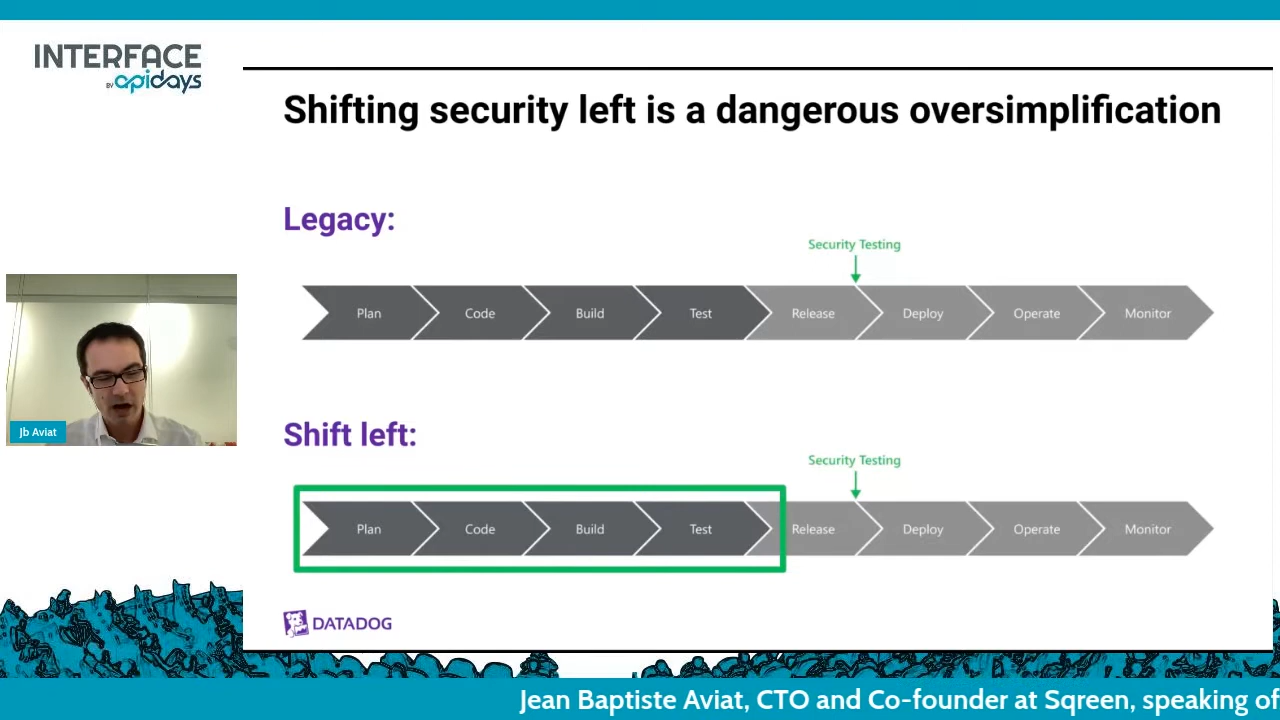 INTERFACE
BY apidays
Shifting security left is a dangerous oversimplification
Legacy:
Security Testing
Plan Code Build Test Release Deploy Operate Monitor
Jb Aviat
Shift left:
Security Testing
Plan Code Build Test Release Deploy Operate Monitor
DATADOG
Jean Baptiste Aviat, CTO and Co-founder at Sqreen, speaking of